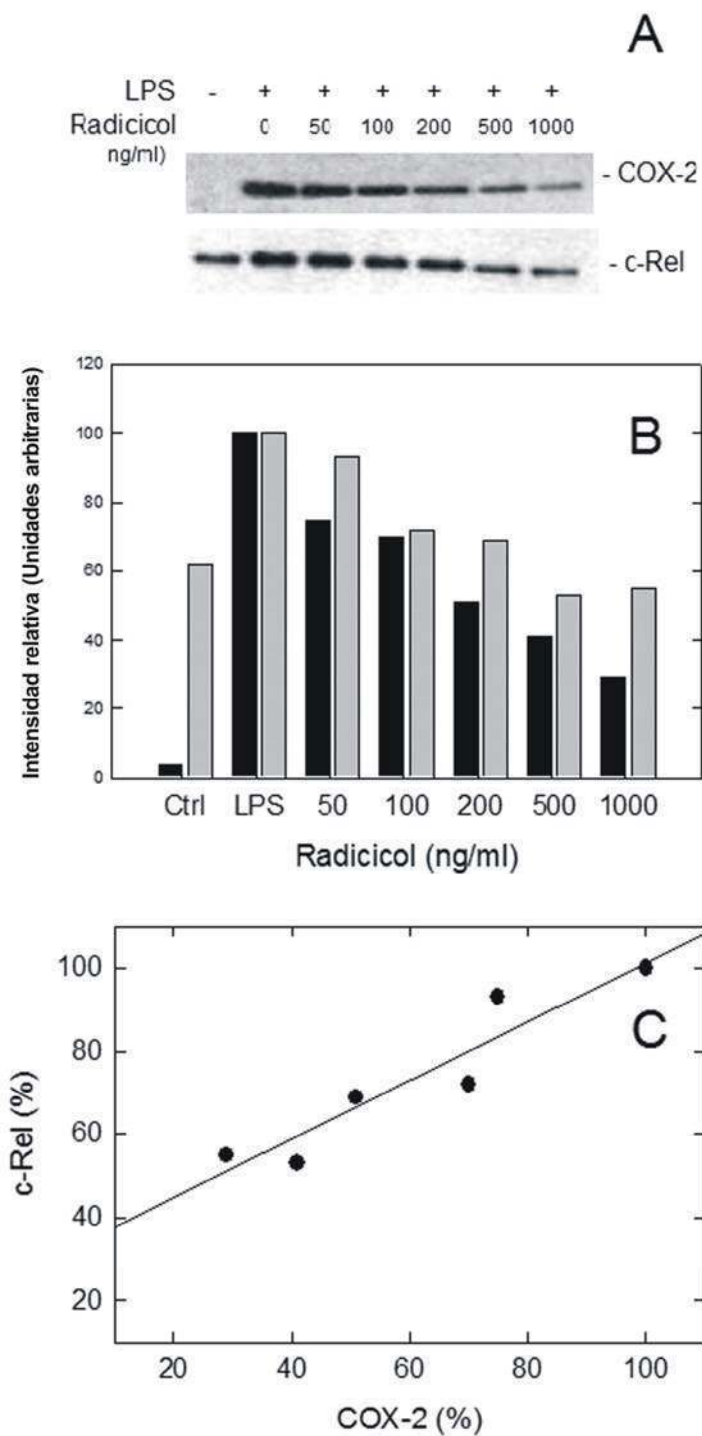 A
LPS - + + + + + +
Radicicol 0 50 100 200 500 1000
ng/ml)
- COX-2
- c-Rel
B
Intensidad relativa (Unidades arbitrarias)
120
100
80
60
40
20
0
Ctrl LPS 50 100 200 500 1000
Radicicol (ng/ml)
C
c-Rel (%)
100
80
60
40
20
20 40 60 80 100
COX-2 (%)